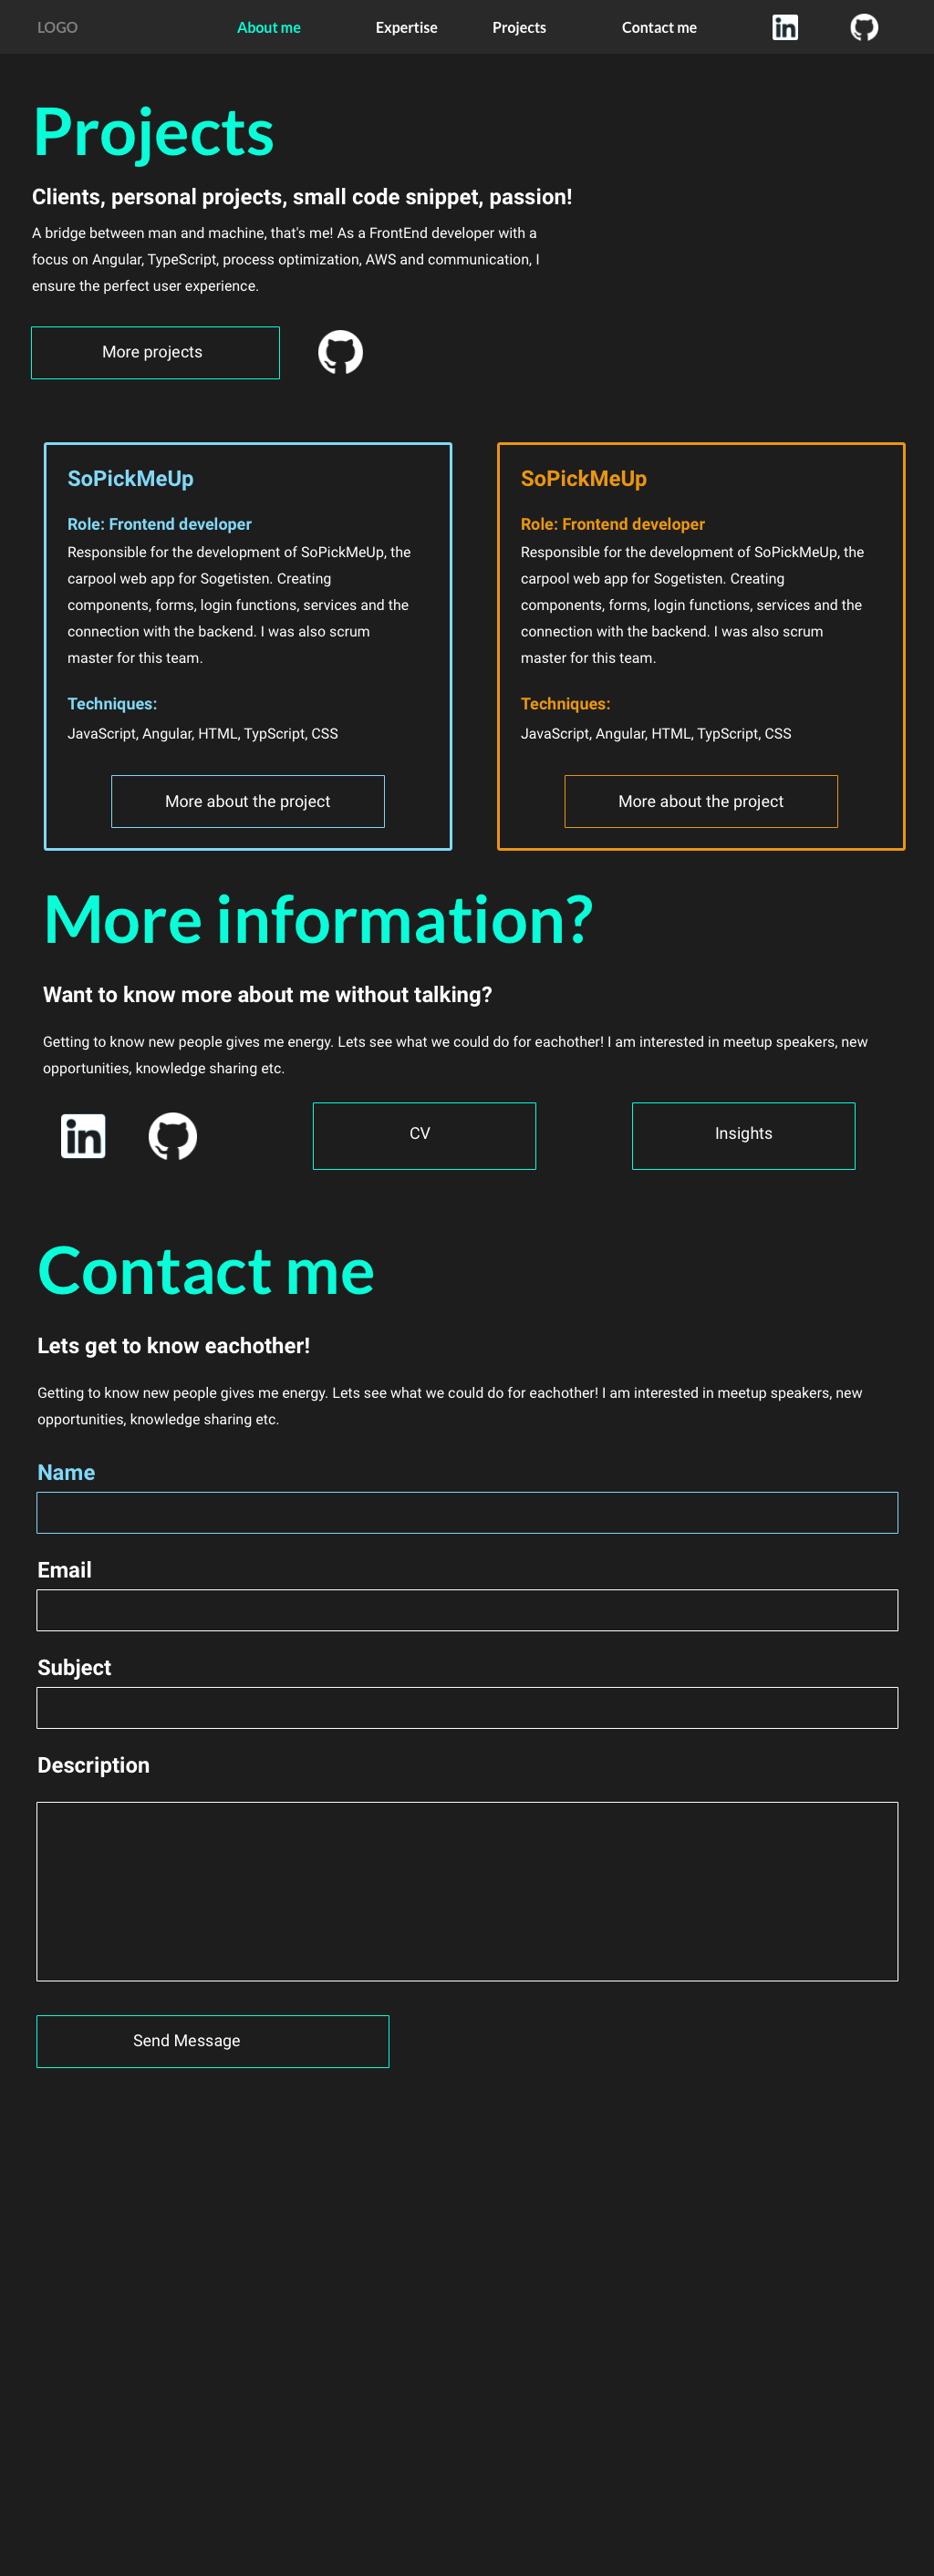 LOGO
About me
Expertise
Projects
Contact me
Projects
Clients, personal projects, small code snippet, passion!
A bridge between man and machine, that's me! As a FrontEnd developer with a
focus on Angular, TypeScript, process optimization, AWS and communication, I
ensure the perfect user experience.
More projects
SoPickMeUp
Role: Frontend developer
Responsible for the development of SoPickMeUp, the
carpool web app for Sogetisten. Creating
components, forms, login functions, services and the
connection with the backend. I was also scrum
master for this team.
Techniques:
JavaScript, Angular, HTML, TypScript, CSS
More about the project
SoPickMeUp
Role: Frontend developer
Responsible for the development of SoPickMeUp, the
carpool web app for Sogetisten. Creating
components, forms, login functions, services and the
connection with the backend. I was also scrum
master for this team.
Techniques:
JavaScript, Angular, HTML, TypScript, CSS
More about the project
More information?
Want to know more about me without talking?
Getting to know new people gives me energy. Lets see what we could do for eachother! I am interested in meetup speakers, new
opportunities, knowledge sharing etc.
in
CV
Insights
Contact me
Lets get to know eachother!
Getting to know new people gives me energy. Lets see what we could do for eachother! I am interested in meetup speakers, new
opportunities, knowledge sharing etc.
Name
Email
Subject
Description
Send Message